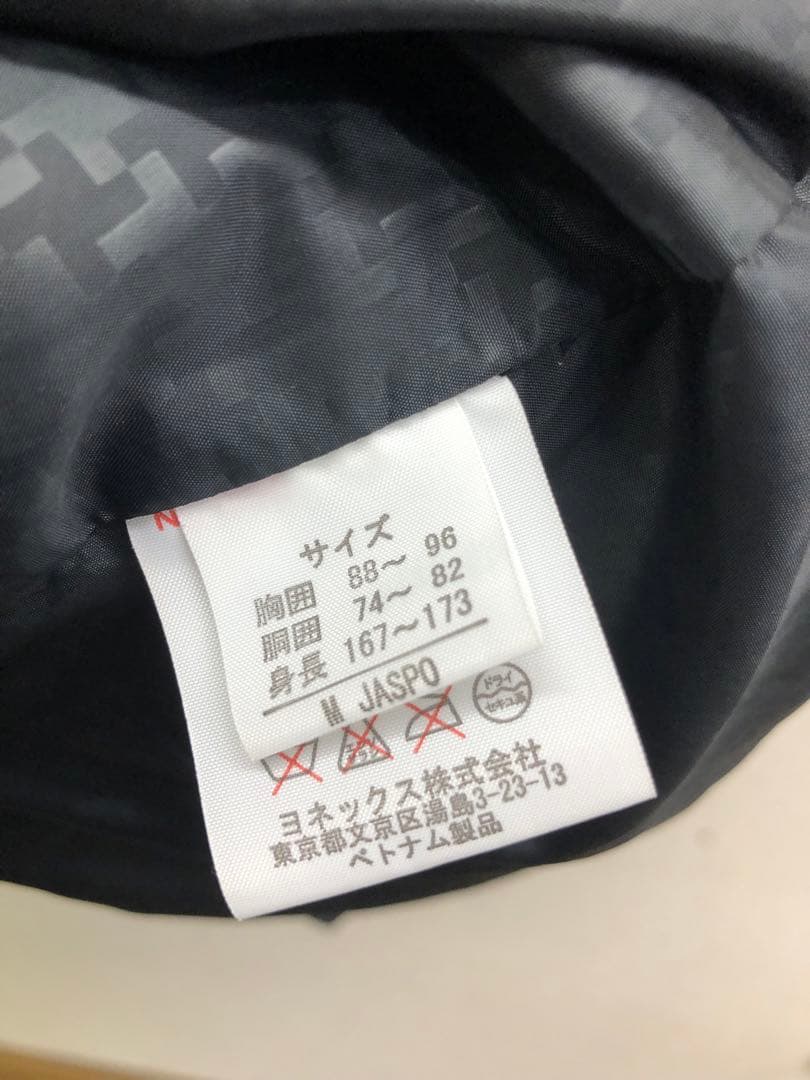 サイズ
胸囲 88〜 96
胴囲 74〜 82
身長 167〜173
M JASPO
ドライ
セキユ系
ヨネックス株式会社
東京都文京区湯島3-23-13
ベトナム製品